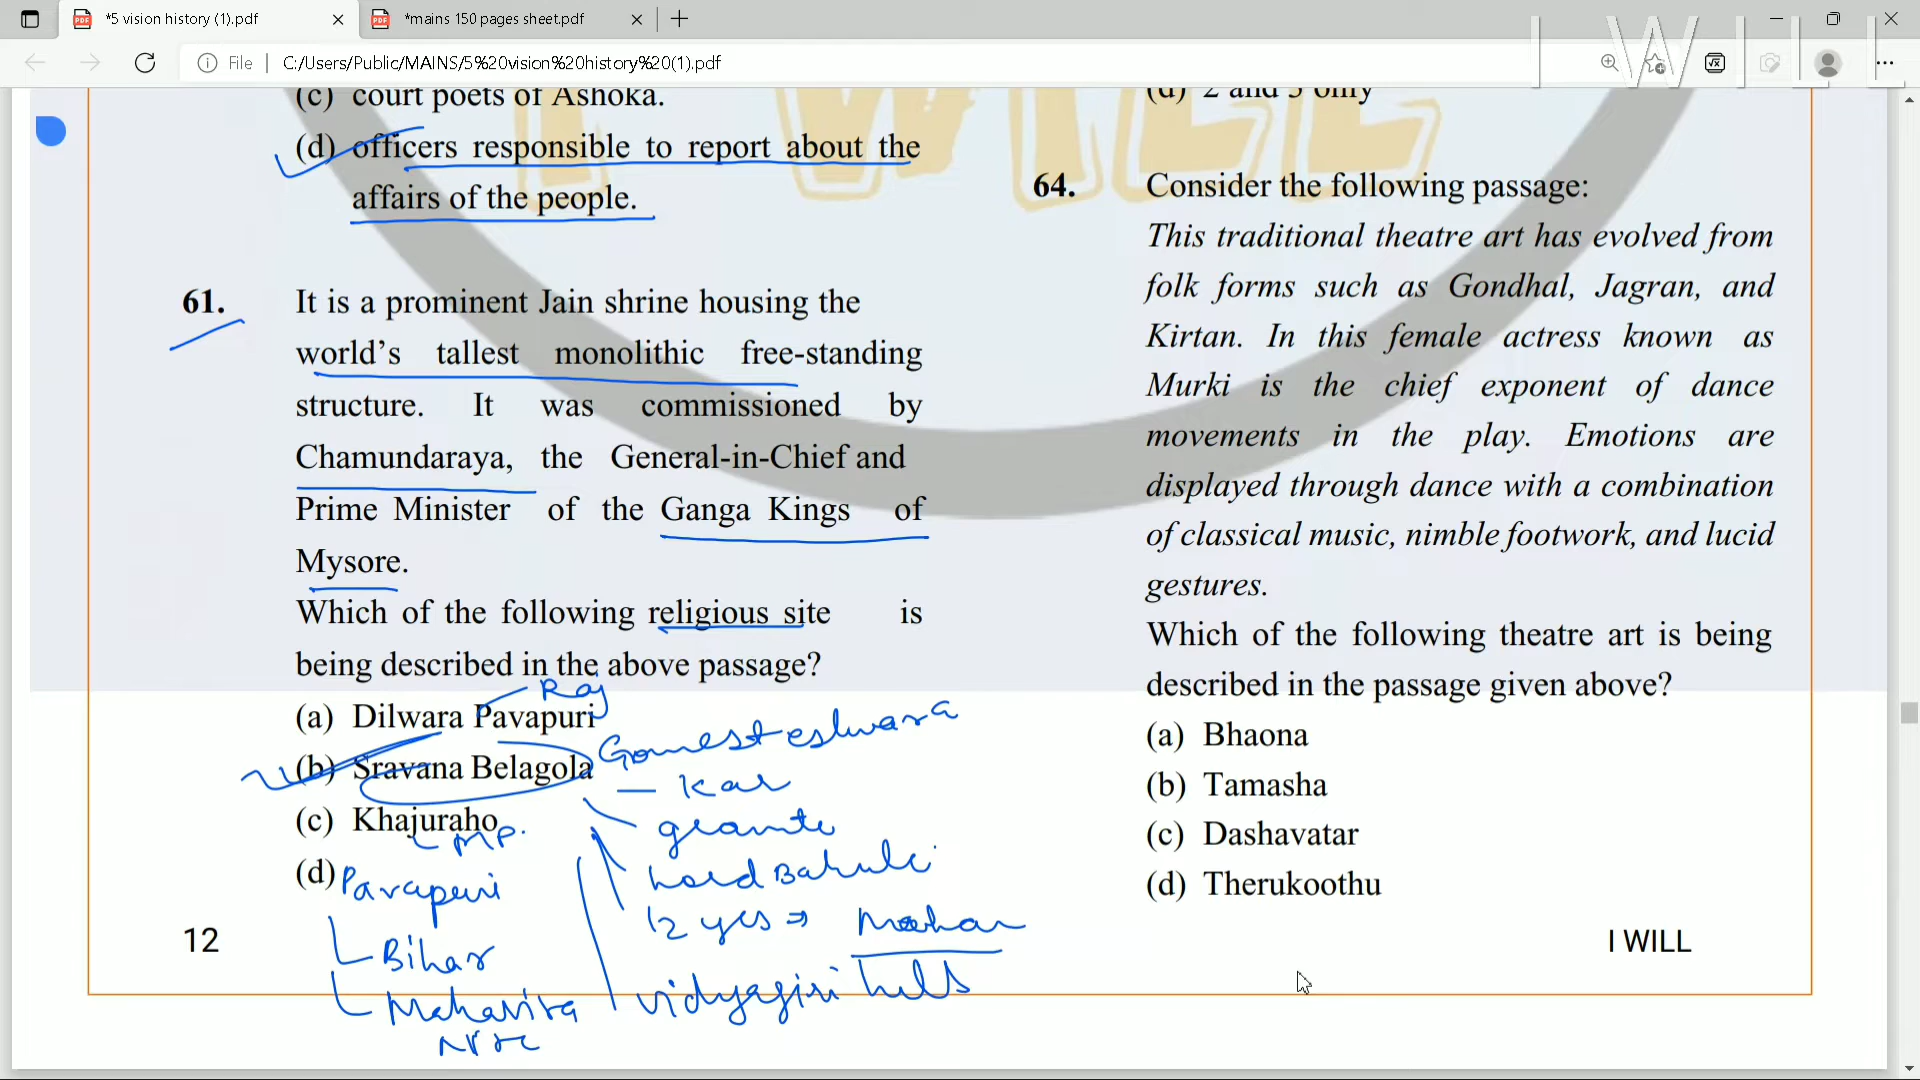 *5 vision history (1).pdf
*mains 150 pages sheet.pdf
File | C:/Users/Public/MAINS/5%20vision%20history%20(1).pdf
I WILL
(c) court poets of Ashoka.
(d) officers responsible to report about the
affairs of the people.
61. It is a prominent Jain shrine housing the
world's tallest monolithic free-standing
structure. It was commissioned by
Chamundaraya, the General-in-Chief and
Prime Minister of the Ganga Kings of
Mysore.
Which of the following religious site is
being described in the above passage?
Raj
(a) Dilwara Pavapuri
Gomesteshwara
(b) Sravana Belagola
- Kar
(c) Khajuraho
MP.
granite
(d) Pavapuri
Lord Bahuli
12 yrs → Mahan
Bihar
Vidyagiri hills
Mahavira
12
(d) 2 and 3 only
64. Consider the following passage:
This traditional theatre art has evolved from
folk forms such as Gondhal, Jagran, and
Kirtan. In this female actress known as
Murki is the chief exponent of dance
movements in the play. Emotions are
displayed through dance with a combination
of classical music, nimble footwork, and lucid
gestures.
Which of the following theatre art is being
described in the passage given above?
(a) Bhaona
(b) Tamasha
(c) Dashavatar
(d) Therukoothu
I WILL